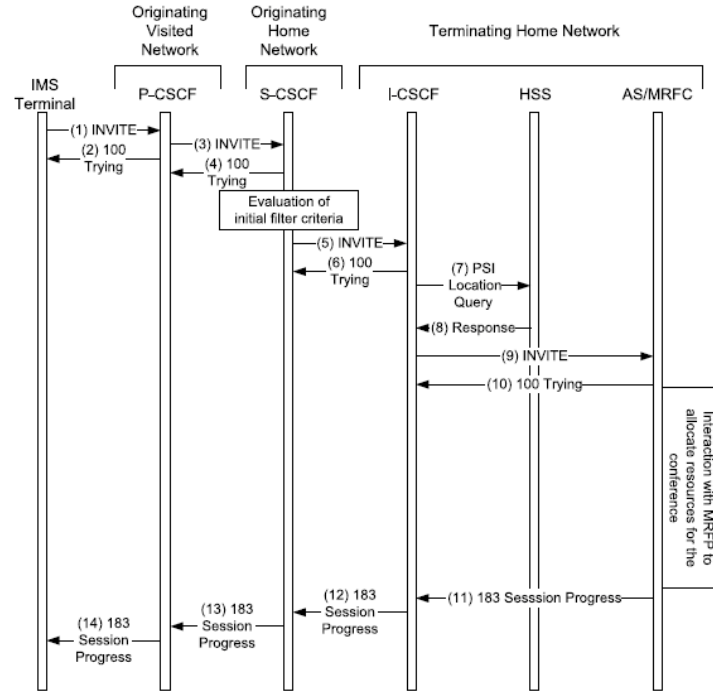 Originating
Visited
Network
Originating
Home
Network
Terminating Home Network
IMS
Terminal
P-CSCF
S-CSCF
I-CSCF
HSS
AS/MRFC
(1) INVITE
(2) 100
Trying
(3) INVITE
(4) 100
Trying
Evaluation of
initial filter criteria
(5) INVITE
(6) 100
Trying
(7) PSI
Location
Query
(8) Response
(9) INVITE
(10) 100 Trying
Interaction with MRFP to
allocate resources for the
conference
(11) 183 Sesssion Progress
(12) 183
Session
Progress
(13) 183
Session
Progress
(14) 183
Session
Progress